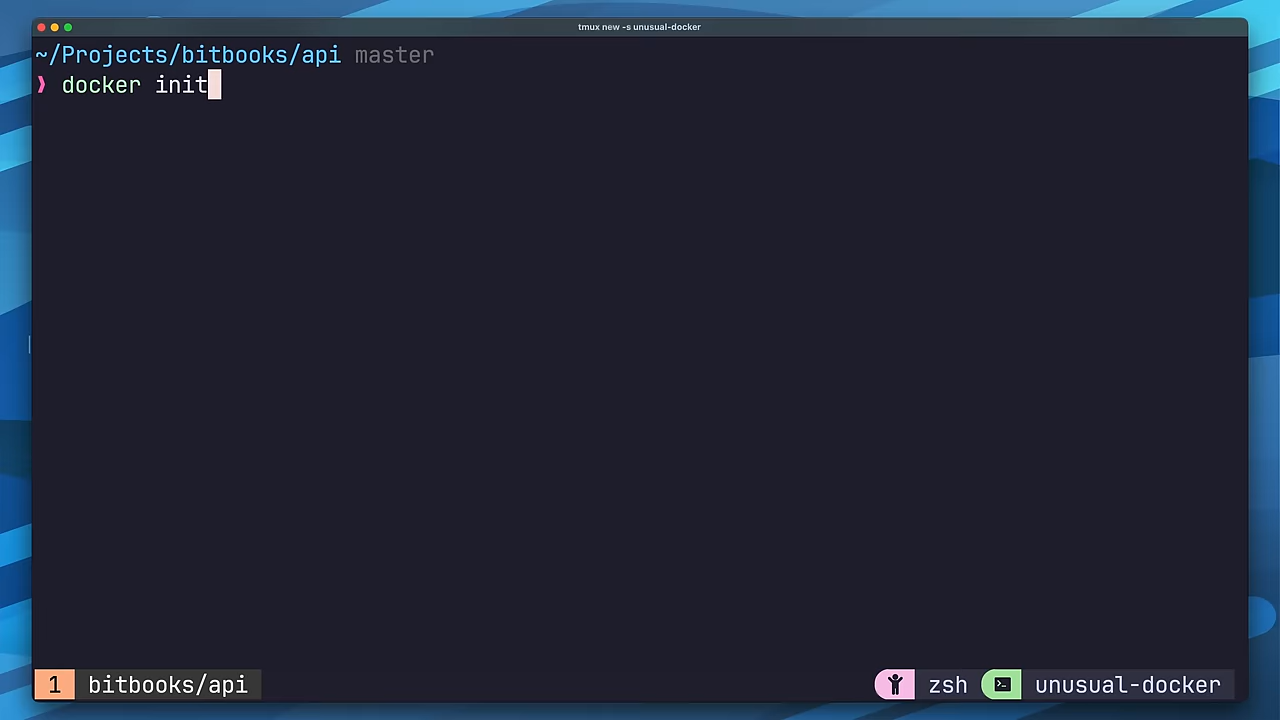 tmux new -s unusual-docker
~/Projects/bitbooks/api master
❯ docker init
1 bitbooks/api zsh unusual-docker